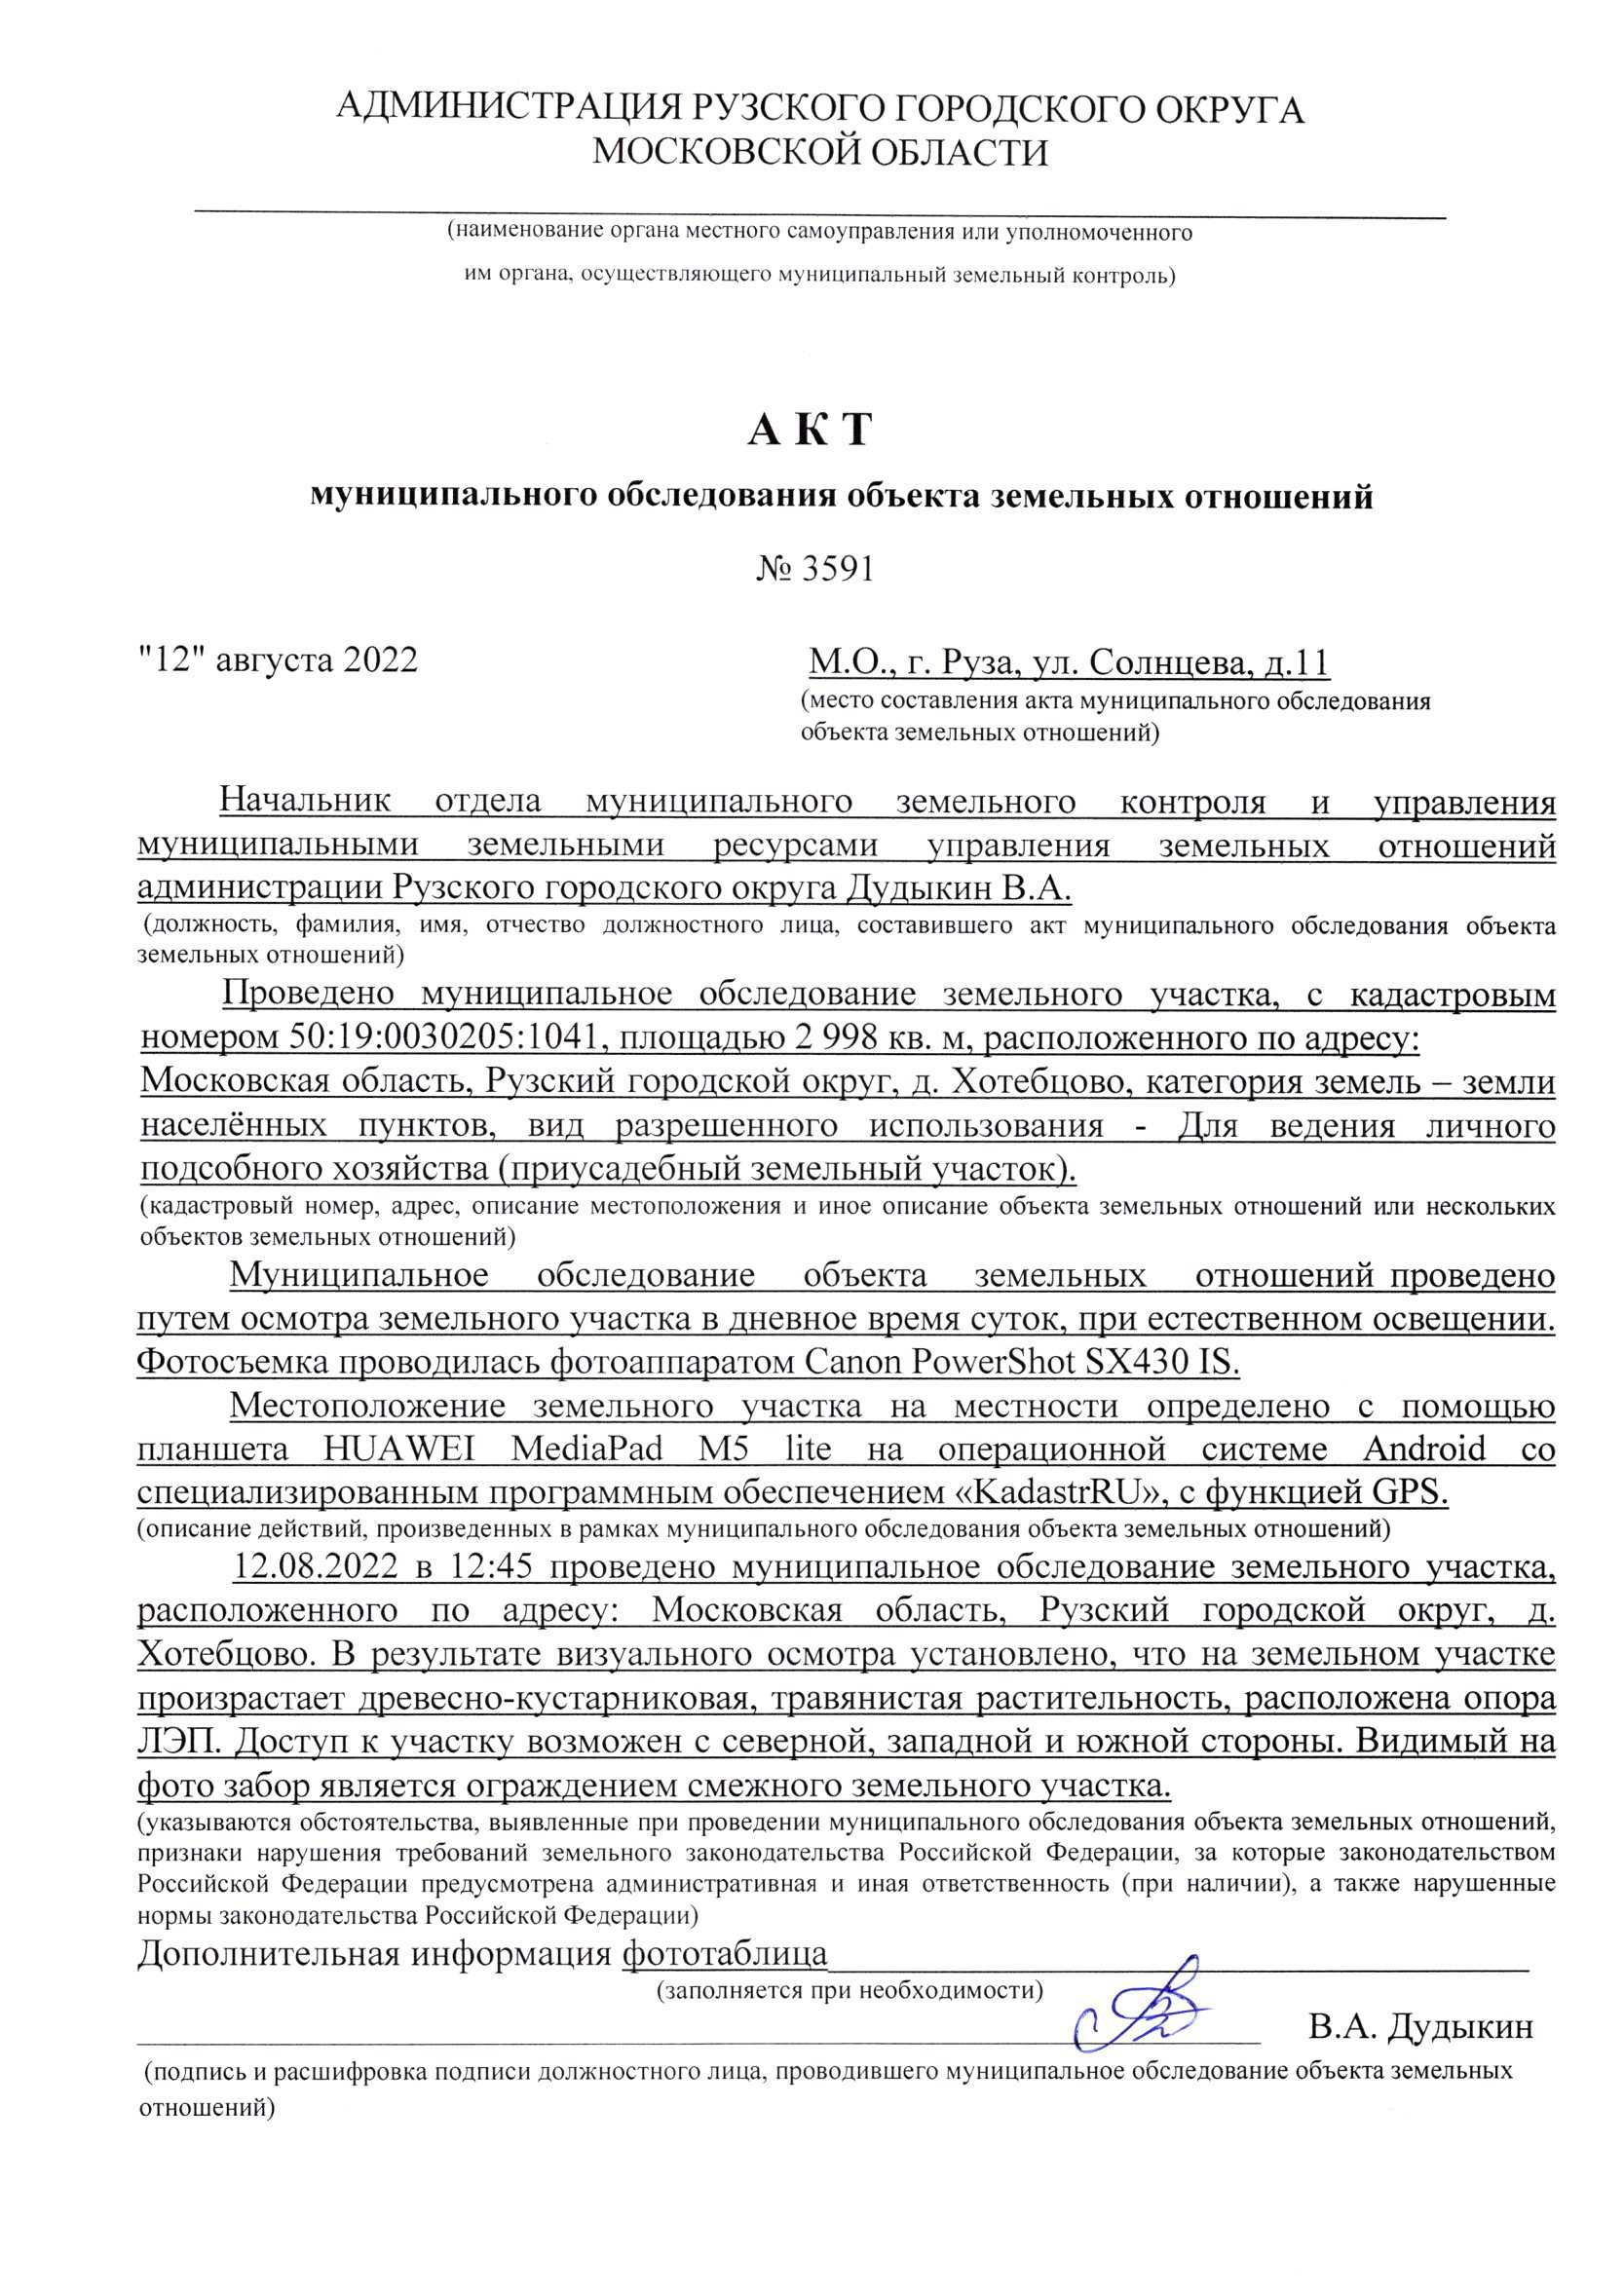 АДМИНИСТРАЦИЯ РУЗСКОГО ГОРОДСКОГО ОКРУГА
МОСКОВСКОЙ ОБЛАСТИ
(наименование органа местного самоуправления или уполномоченного
им органа, осуществляющего муниципальный земельный контроль)
А К Т
муниципального обследования объекта земельных отношений
№ 3591
"12" августа 2022
М.О., г. Руза, ул. Солнцева, д.11
(место составления акта муниципального обследования
объекта земельных отношений)
Начальник отдела муниципального земельного контроля и управления
муниципальными земельными ресурсами управления земельных отношений
администрации Рузского городского округа Дудыкин В.А.
(должность, фамилия, имя, отчество должностного лица, составившего акт муниципального обследования объекта
земельных отношений)
Проведено муниципальное обследование земельного участка, с кадастровым
номером 50:19:0030205:1041, площадью 2 998 кв. м, расположенного по адресу:
Московская область, Рузский городской округ, д. Хотебцово, категория земель – земли
населённых пунктов, вид разрешенного использования - Для ведения личного
подсобного хозяйства (приусадебный земельный участок).
(кадастровый номер, адрес, описание местоположения и иное описание объекта земельных отношений или нескольких
объектов земельных отношений)
Муниципальное обследование объекта земельных отношений проведено
путем осмотра земельного участка в дневное время суток, при естественном освещении.
Фотосъемка проводилась фотоаппаратом Canon PowerShot SX430 IS.
Местоположение земельного участка на местности определено с помощью
планшета HUAWEI MediaPad M5 lite на операционной системе Android со
специализированным программным обеспечением «KadastrRU», с функцией GPS.
(описание действий, произведенных в рамках муниципального обследования объекта земельных отношений)
12.08.2022 в 12:45 проведено муниципальное обследование земельного участка,
расположенного по адресу: Московская область, Рузский городской округ, д.
Хотебцово. В результате визуального осмотра установлено, что на земельном участке
произрастает древесно-кустарниковая, травянистая растительность, расположена опора
ЛЭП. Доступ к участку возможен с северной, западной и южной стороны. Видимый на
фото забор является ограждением смежного земельного участка.
(указываются обстоятельства, выявленные при проведении муниципального обследования объекта земельных отношений,
признаки нарушения требований земельного законодательства Российской Федерации, за которые законодательством
Российской Федерации предусмотрена административная и иная ответственность (при наличии), а также нарушенные
нормы законодательства Российской Федерации)
Дополнительная информация фототаблица
(заполняется при необходимости)
В.А. Дудыкин
(подпись и расшифровка подписи должностного лица, проводившего муниципальное обследование объекта земельных
отношений)